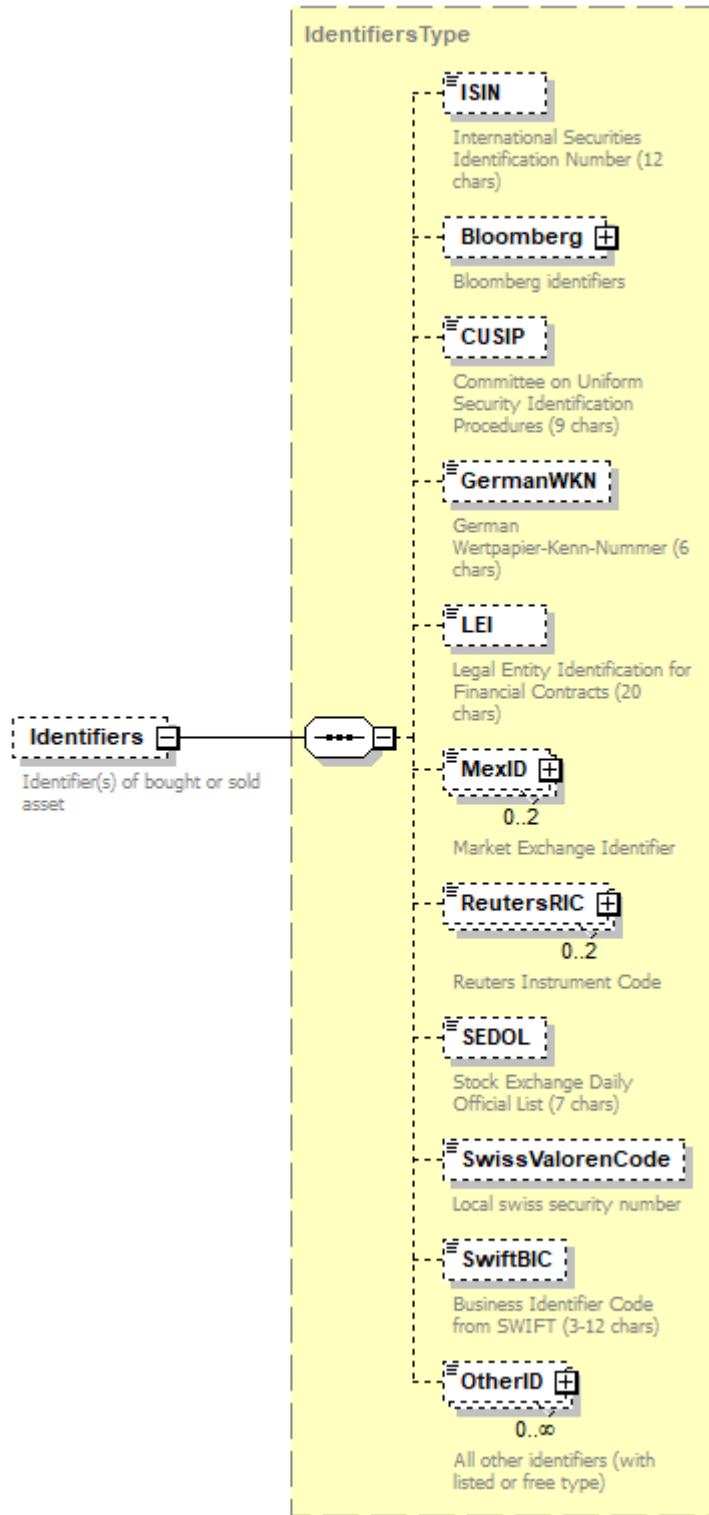 IdentifiersType
ISIN
International Securities
Identification Number (12
chars)
Bloomberg
Bloomberg identifiers
CUSIP
Committee on Uniform
Security Identification
Procedures (9 chars)
GermanWKN
German
Wertpapier-Kenn-Nummer (6
chars)
LEI
Legal Entity Identification for
Financial Contracts (20
chars)
Identifiers
Identifier(s) of bought or sold
asset
MexID
0..2
Market Exchange Identifier
ReutersRIC
0..2
Reuters Instrument Code
SEDOL
Stock Exchange Daily
Official List (7 chars)
SwissValorenCode
Local swiss security number
SwiftBIC
Business Identifier Code
from SWIFT (3-12 chars)
OtherID
0..∞
All other identifiers (with
listed or free type)